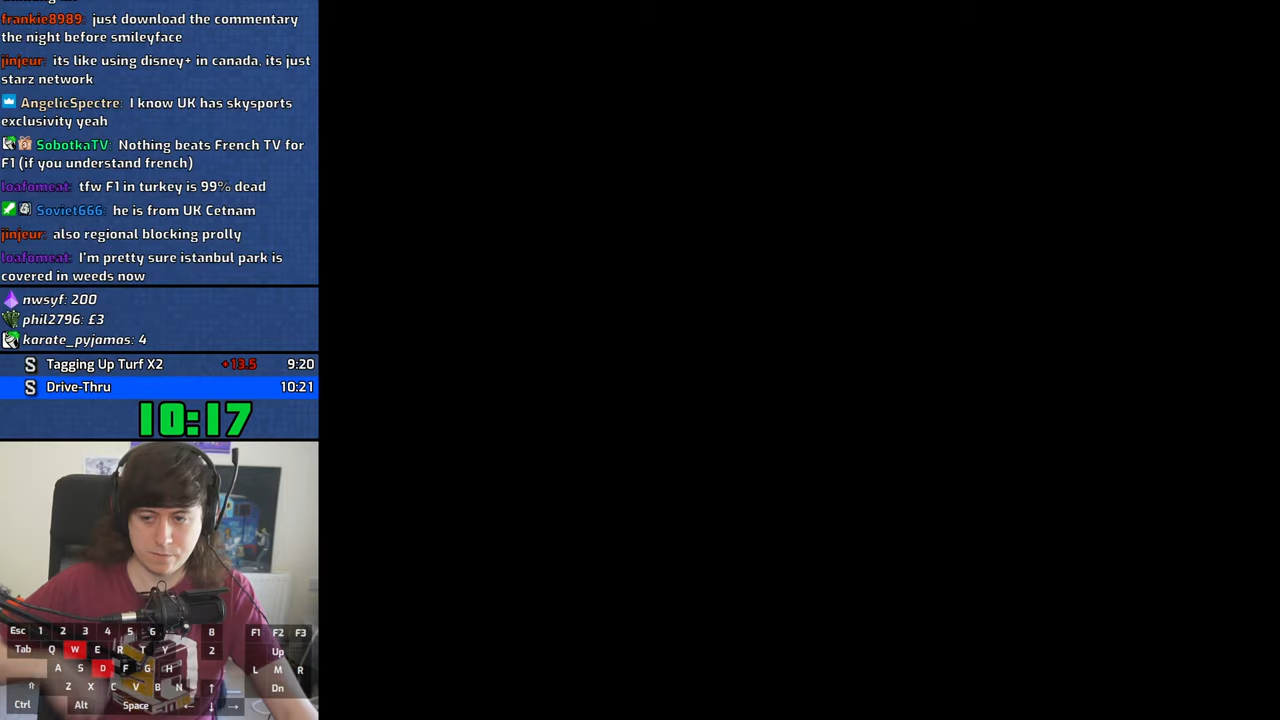 frankie8989: just download the commentary
the night before smileyface
jinjeur: its like using disney+ in canada, its just
starz network
AngelicSpectre: I know UK has skysports
exclusivity yeah
SobotkaTV: Nothing beats French TV for
F1 (if you understand french)
loafomeat: tfw F1 in turkey is 99% dead
Soviet666: he is from UK Cetnam
jinjeur: also regional blocking prolly
loafomeat: I'm pretty sure istanbul park is
covered in weeds now
nwsyf: 200
phil2796: £3
karate_pyjamas: 4
S Tagging Up Turf X2 +13.5 9:20
S Drive-Thru 10:21
10:17
Esc 1 2 3 4 5 6 8 F1 F2 F3
Tab Q W E R T Y 2 Up
A S D F G H L M R
⇧ Z X C V B N ↑ Dn
Ctrl Alt Space ← ↓ →